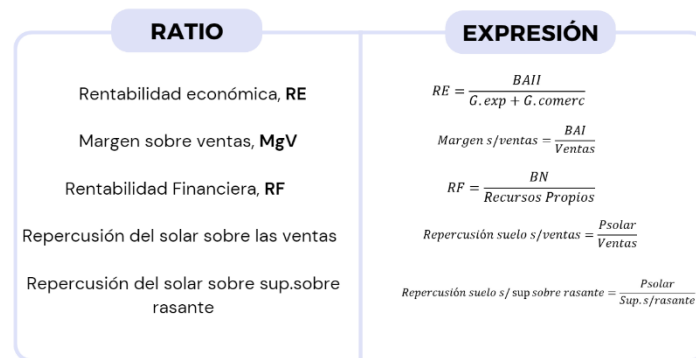 RATIO
EXPRESIÓN
Rentabilidad económica, RE
RE = BAII / G.exp + G.comerc
Margen sobre ventas, MgV
Margen s/ventas = BAI / Ventas
Rentabilidad Financiera, RF
RF = BN / Recursos Propios
Repercusión del solar sobre las ventas
Repercusión suelo s/ventas = Psolar / Ventas
Repercusión del solar sobre sup.sobre
rasante
Repercusión suelo s/ sup sobre rasante = Psolar / Sup. s/rasante